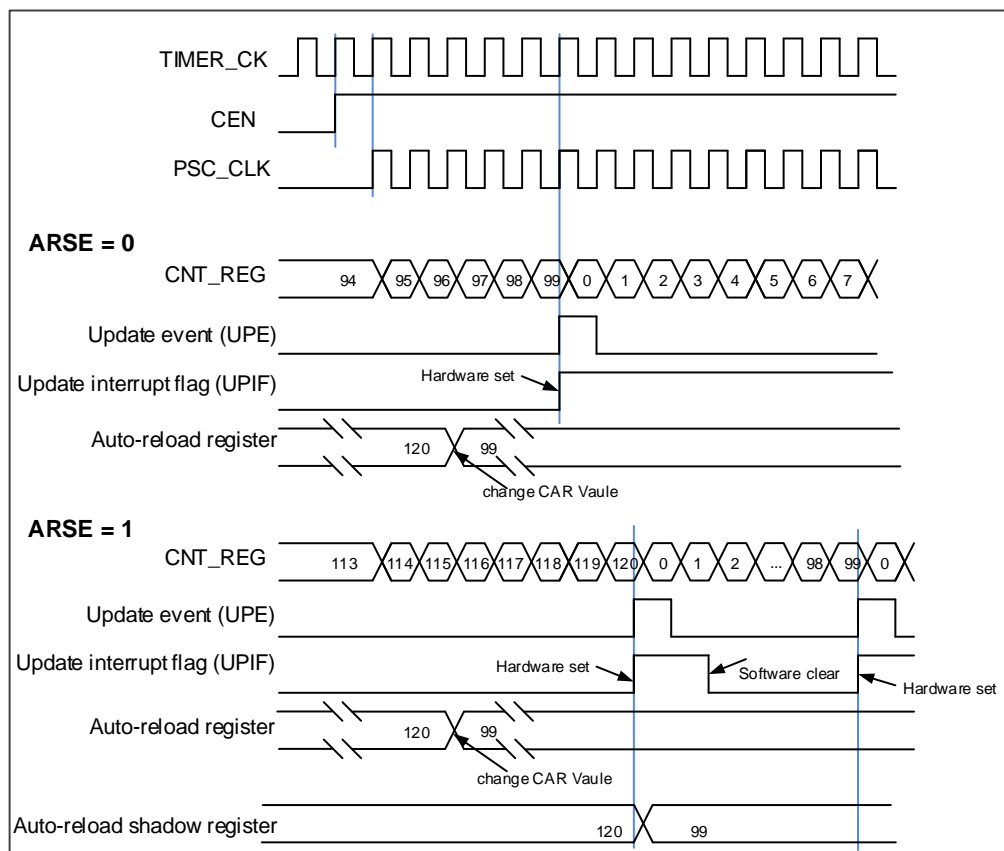 TIMER_CK
CEN
PSC_CLK
ARSE = 0
CNT_REG 94 95 96 97 98 99 0 1 2 3 4 5 6 7
Update event (UPE)
Update interrupt flag (UPIF) Hardware set
Auto-reload register 120 99
change CAR Vaule
ARSE = 1
CNT_REG 113 114 115 116 117 118 119 120 0 1 2 ... 98 99 0
Update event (UPE)
Update interrupt flag (UPIF) Hardware set Software clear Hardware set
Auto-reload register 120 99
change CAR Vaule
Auto-reload shadow register 120 99